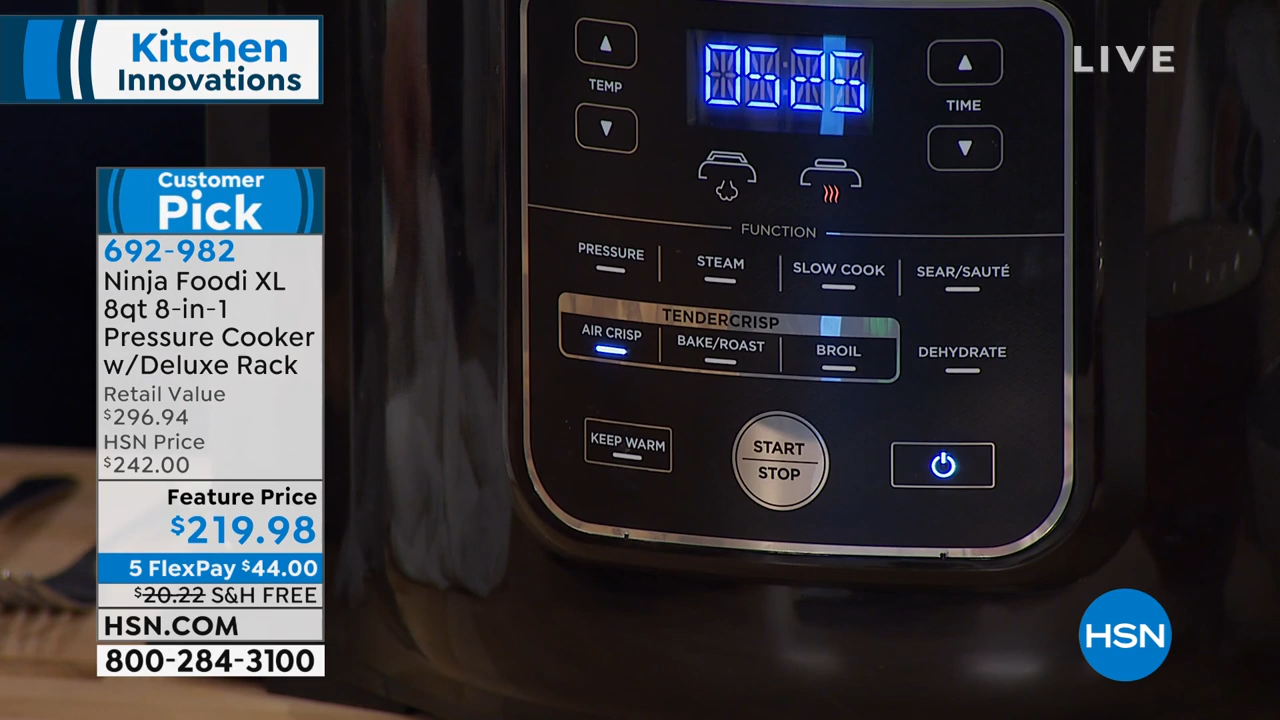 Kitchen
Innovations
LIVE
Customer
Pick
692-982
Ninja Foodi XL
8qt 8-in-1
Pressure Cooker
w/Deluxe Rack
Retail Value
$296.94
HSN Price
$242.00
Feature Price
$219.98
5 FlexPay $44.00
$20.22 S&H FREE
HSN.COM
800-284-3100
TEMP
05:25
TIME
FUNCTION
PRESSURE
STEAM
SLOW COOK
SEAR/SAUTÉ
TENDERCRISP
AIR CRISP
BAKE/ROAST
BROIL
DEHYDRATE
KEEP WARM
START
STOP
HSN